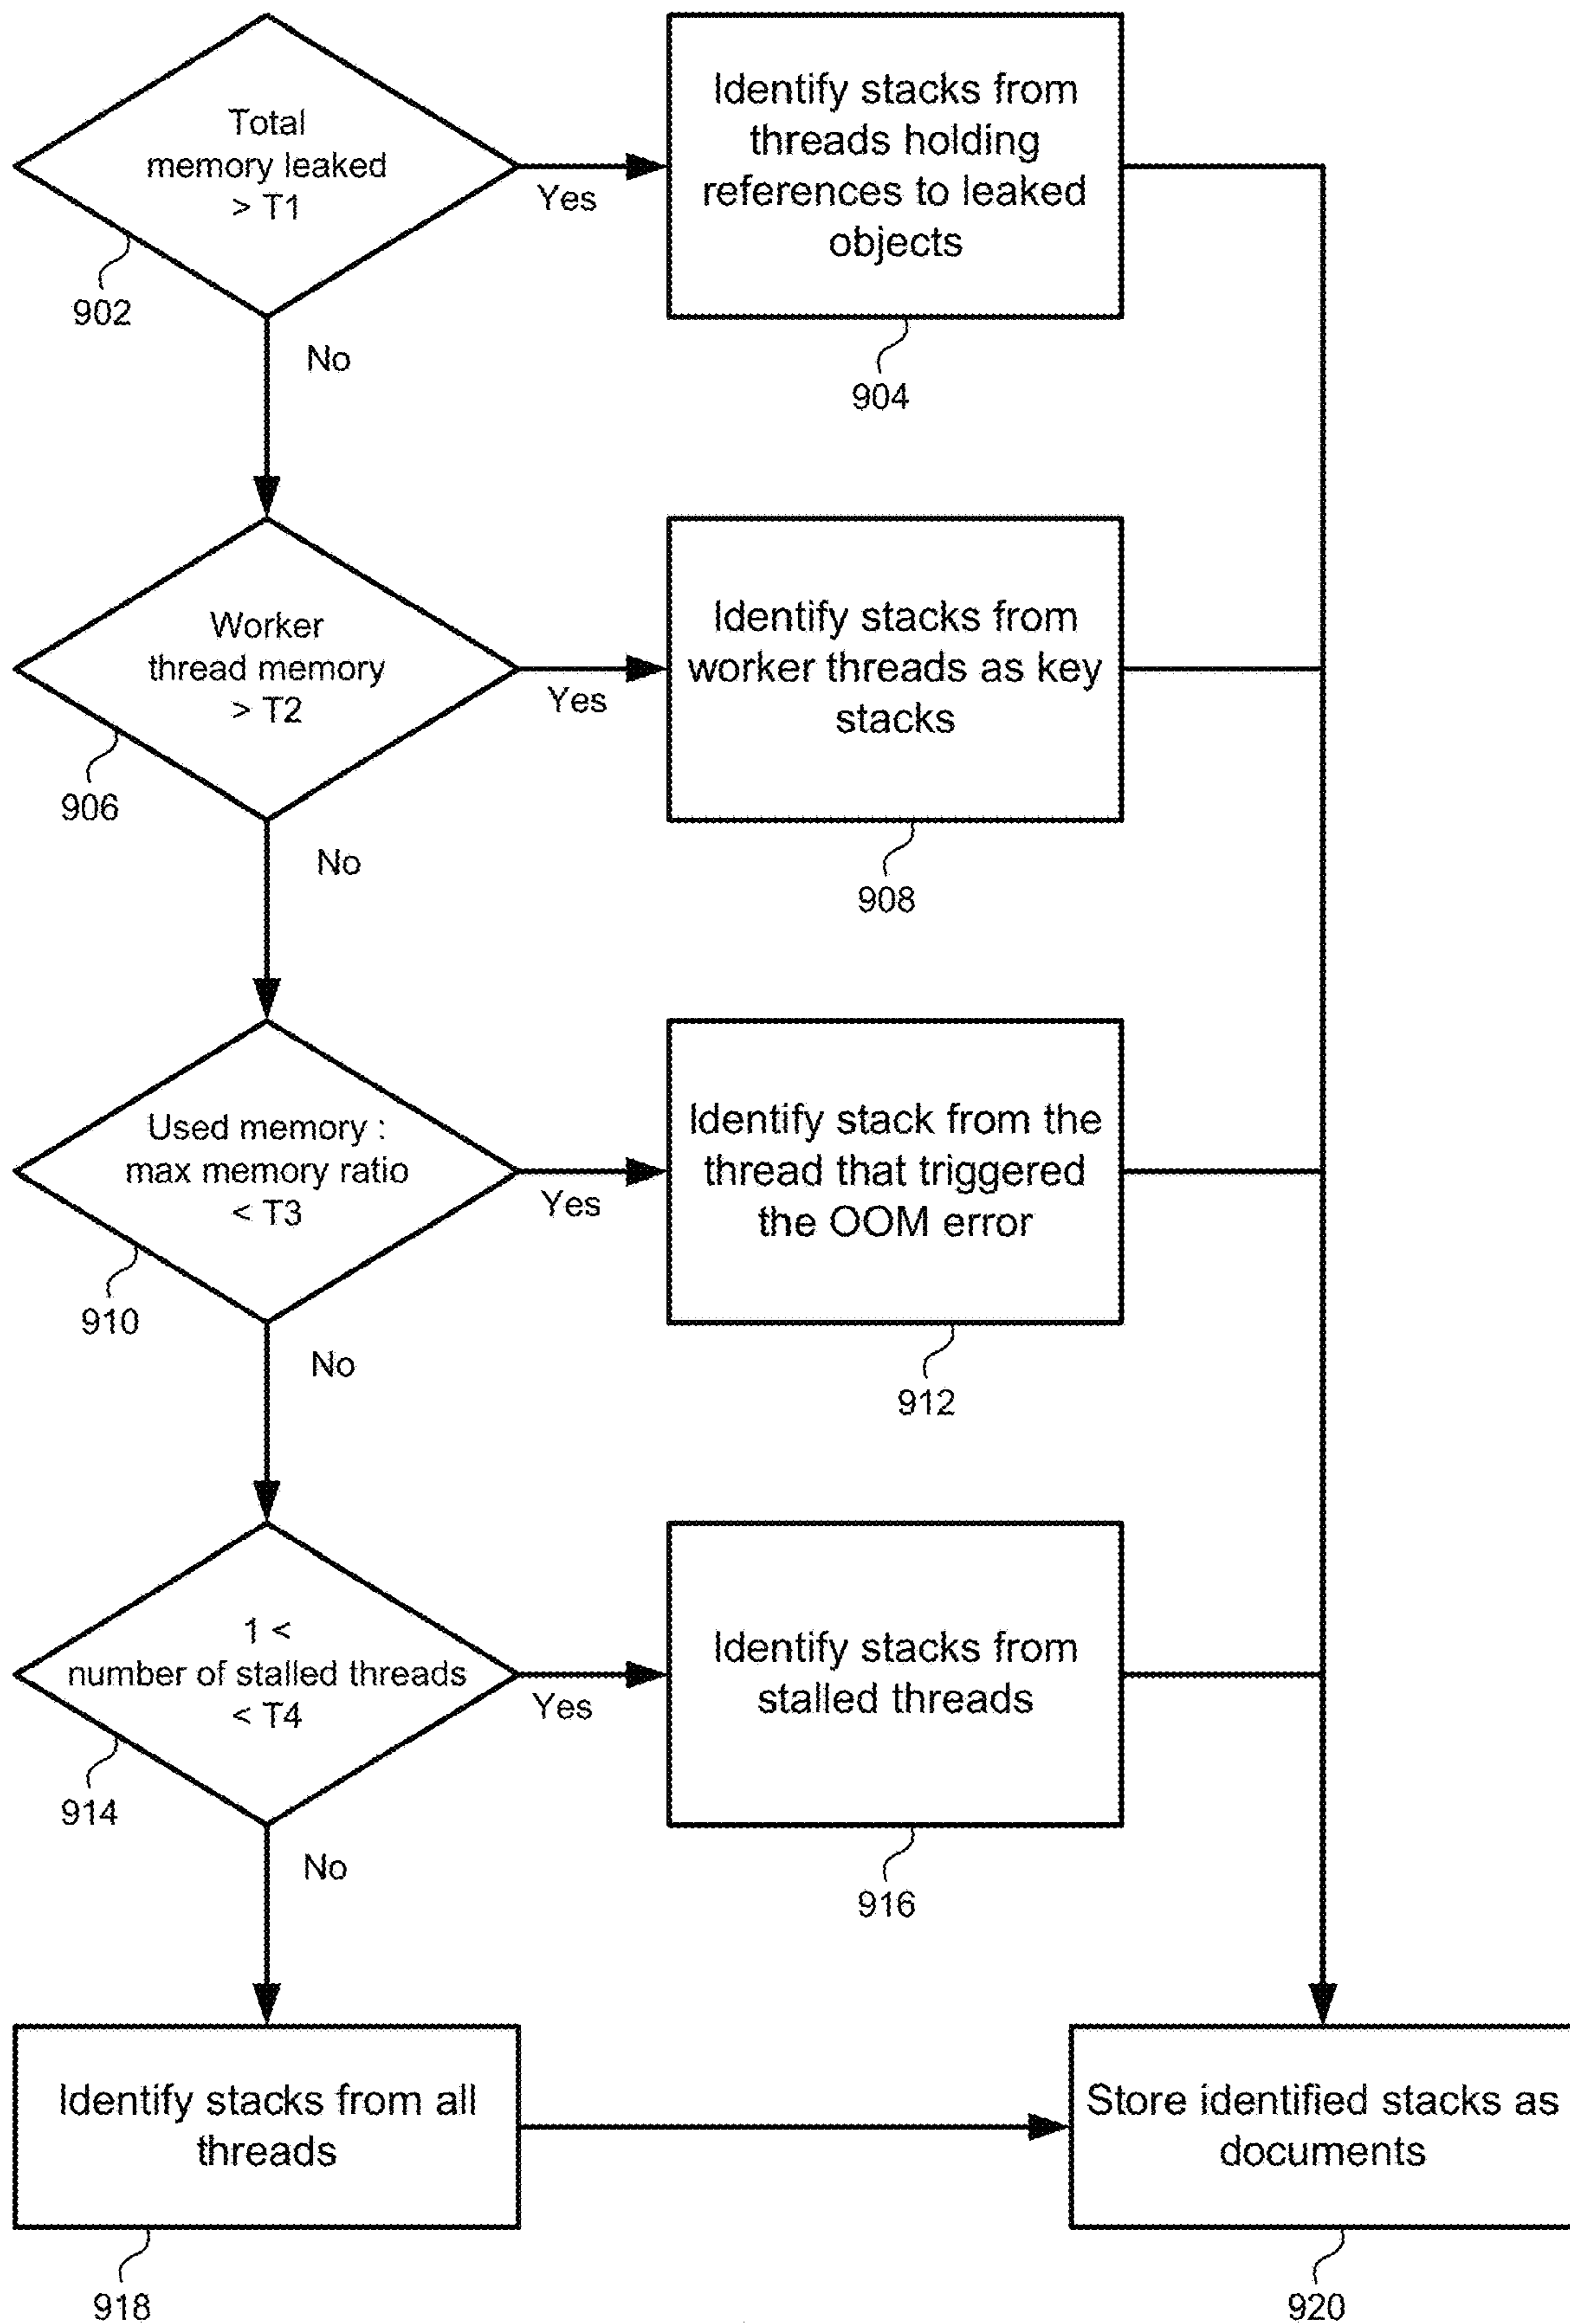 Total
memory leaked
> T1
Yes
No
902
Identify stacks from
threads holding
references to leaked
objects
904
Worker
thread memory
> T2
Yes
No
906
Identify stacks from
worker threads as key
stacks
908
Used memory :
max memory ratio
< T3
Yes
No
910
Identify stack from the
thread that triggered
the OOM error
912
1 <
number of stalled threads
< T4
Yes
No
914
Identify stacks from
stalled threads
916
Identify stacks from all
threads
918
Store identified stacks as
documents
920